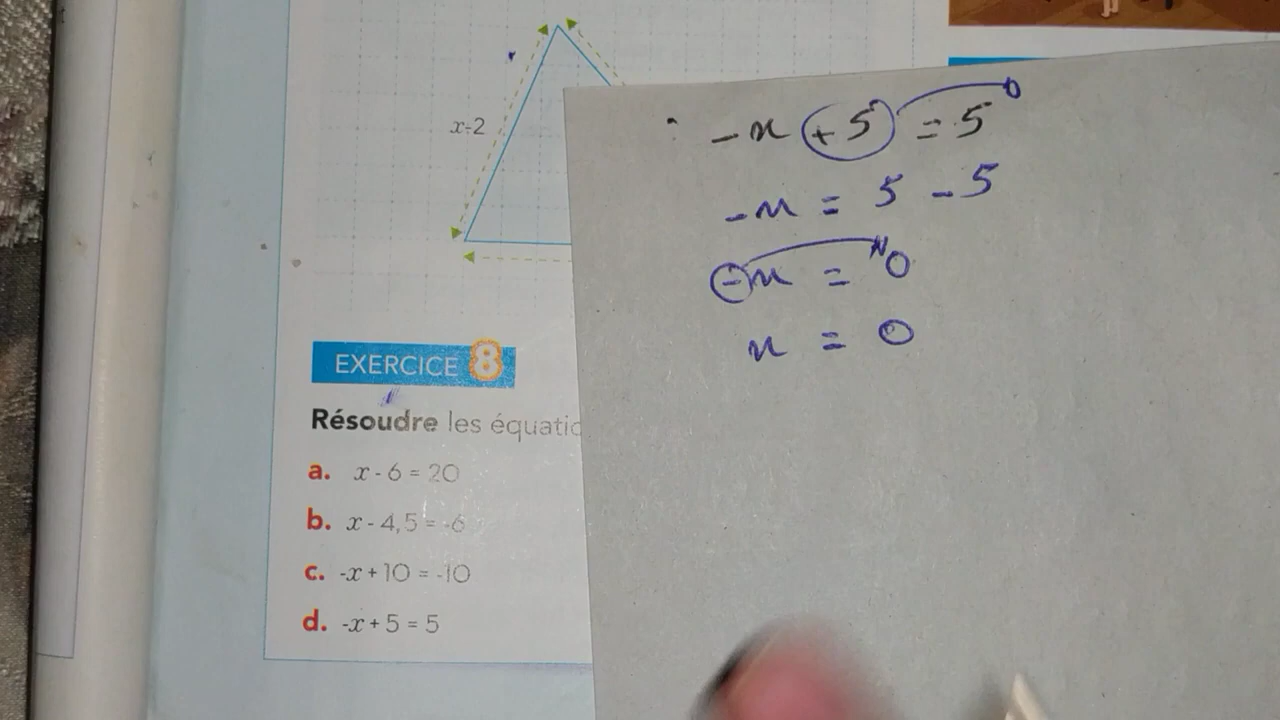 x-2
-x +5 = 5
-x = 5 - 5
-x = 0
x = 0
EXERCICE 8
Résoudre les équatio
a. x - 6 = 20
b. x - 4,5 = -6
c. -x + 10 = -10
d. -x + 5 = 5